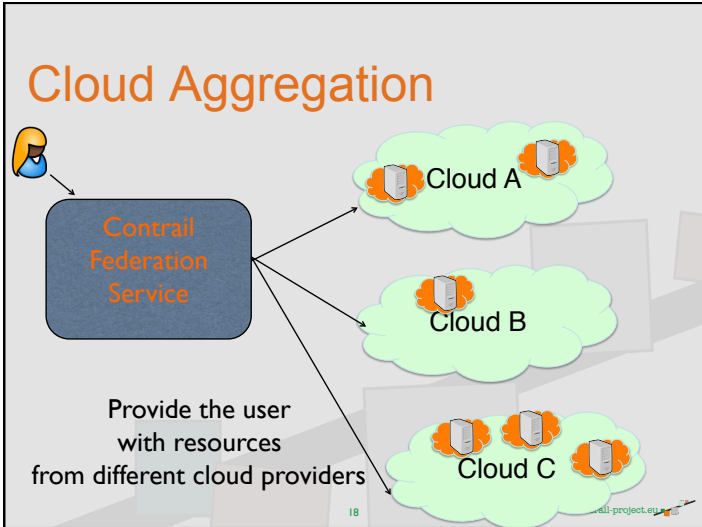 Cloud Aggregation
Cloud A
Contrail
Federation
Service
Cloud B
Provide the user
with resources
from different cloud providers
Cloud C
18